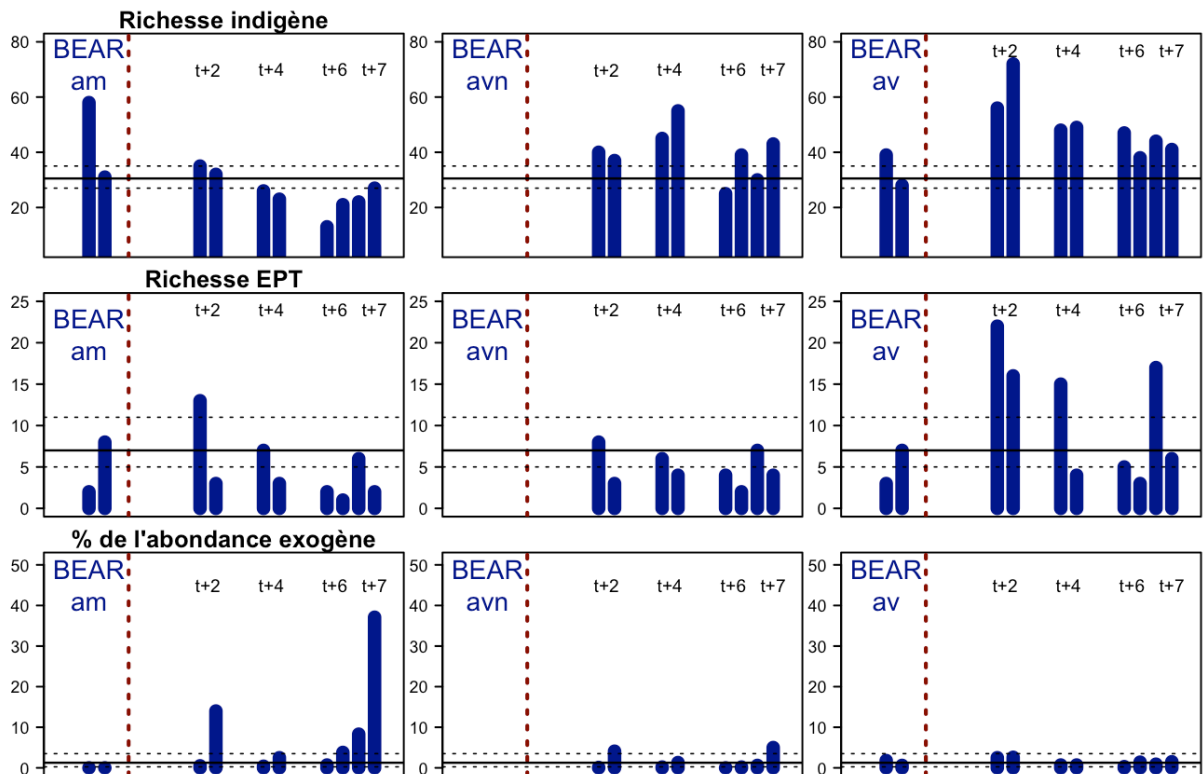 Richesse indigène
80
60
40
20
BEAR
am
t+2
t+4
t+6
t+7
80
60
40
20
BEAR
avn
t+2
t+4
t+6
t+7
80
60
40
20
BEAR
av
t+2
t+4
t+6
t+7
Richesse EPT
25
20
15
10
5
0
BEAR
am
t+2
t+4
t+6
t+7
25
20
15
10
5
0
BEAR
avn
t+2
t+4
t+6
t+7
25
20
15
10
5
0
BEAR
av
t+2
t+4
t+6
t+7
% de l'abondance exogène
50
40
30
20
10
0
BEAR
am
t+2
t+4
t+6
t+7
50
40
30
20
10
0
BEAR
avn
t+2
t+4
t+6
t+7
50
40
30
20
10
0
BEAR
av
t+2
t+4
t+6
t+7